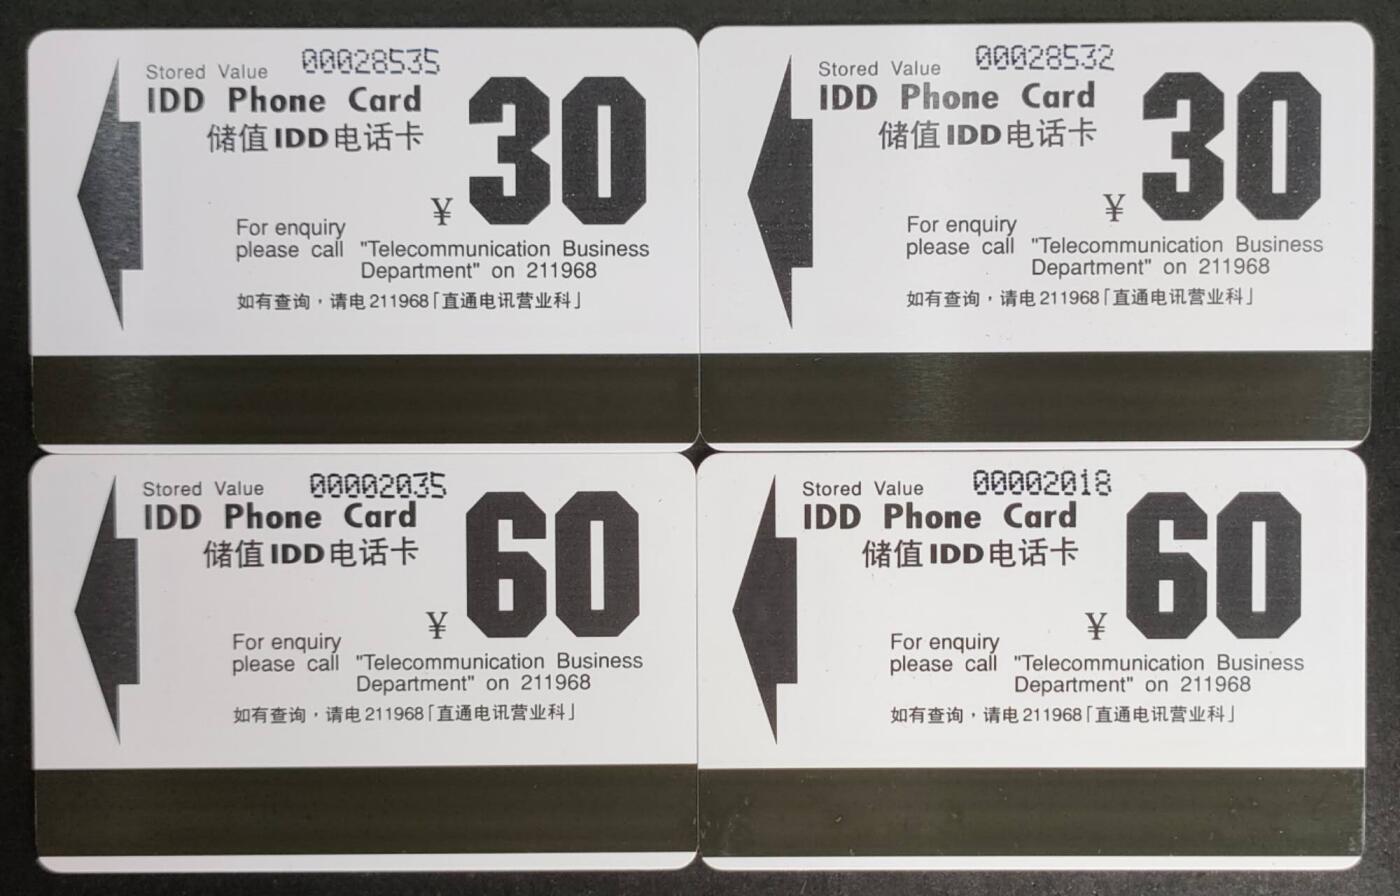 00028535
Stored Value
IDD Phone Card
储值IDD电话卡
¥ 30
For enquiry
please call "Telecommunication Business
Department" on 211968
如有查询，请电211968「直通电讯营业科」
00028532
Stored Value
IDD Phone Card
储值IDD电话卡
¥ 30
For enquiry
please call "Telecommunication Business
Department" on 211968
如有查询，请电211968「直通电讯营业科」
00002035
Stored Value
IDD Phone Card
储值IDD电话卡
¥ 60
For enquiry
please call "Telecommunication Business
Department" on 211968
如有查询，请电211968「直通电讯营业科」
00002018
Stored Value
IDD Phone Card
储值IDD电话卡
¥ 60
For enquiry
please call "Telecommunication Business
Department" on 211968
如有查询，请电211968「直通电讯营业科」